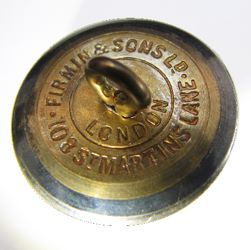 FIRMIN & SONS LD.
108 ST MARTINS LANE
LONDON